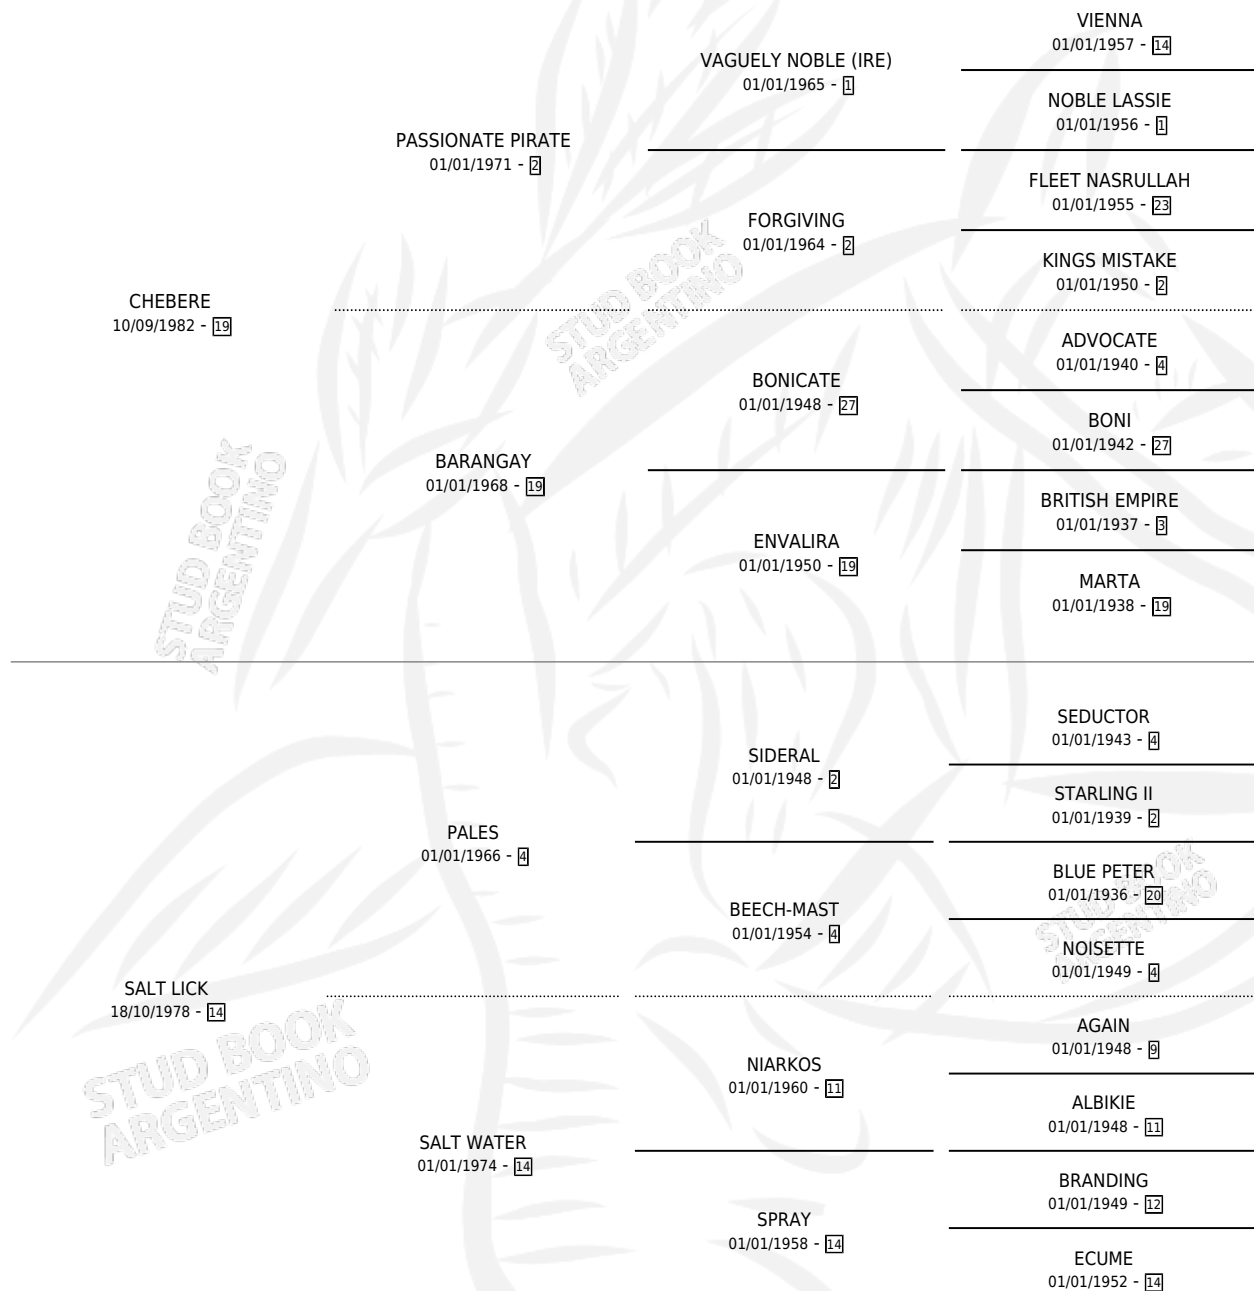 VIENNA
01/01/1957 - 14
VAGUELY NOBLE (IRE)
01/01/1965 - 1
NOBLE LASSIE
01/01/1956 - 1
PASSIONATE PIRATE
01/01/1971 - 2
FLEET NASRULLAH
01/01/1955 - 23
FORGIVING
01/01/1964 - 2
KINGS MISTAKE
01/01/1950 - 2
CHEBERE
10/09/1982 - 19
ADVOCATE
01/01/1940 - 4
BONICATE
01/01/1948 - 27
BONI
01/01/1942 - 27
BARANGAY
01/01/1968 - 19
BRITISH EMPIRE
01/01/1937 - 3
ENVALIRA
01/01/1950 - 19
MARTA
01/01/1938 - 19
SEDUCTOR
01/01/1943 - 4
SIDERAL
01/01/1948 - 2
STARLING II
01/01/1939 - 2
PALES
01/01/1966 - 4
BLUE PETER
01/01/1936 - 20
BEECH-MAST
01/01/1954 - 4
NOISETTE
01/01/1949 - 4
SALT LICK
18/10/1978 - 14
AGAIN
01/01/1948 - 9
NIARKOS
01/01/1960 - 11
ALBIKIE
01/01/1948 - 11
SALT WATER
01/01/1974 - 14
BRANDING
01/01/1949 - 12
SPRAY
01/01/1958 - 14
ECUME
01/01/1952 - 14
STUD BOOK
ARGENTINO
STUD BOOK
ARGENTINO
STUD BOOK
ARGENTINO
STUD BOOK
ARGENTINO